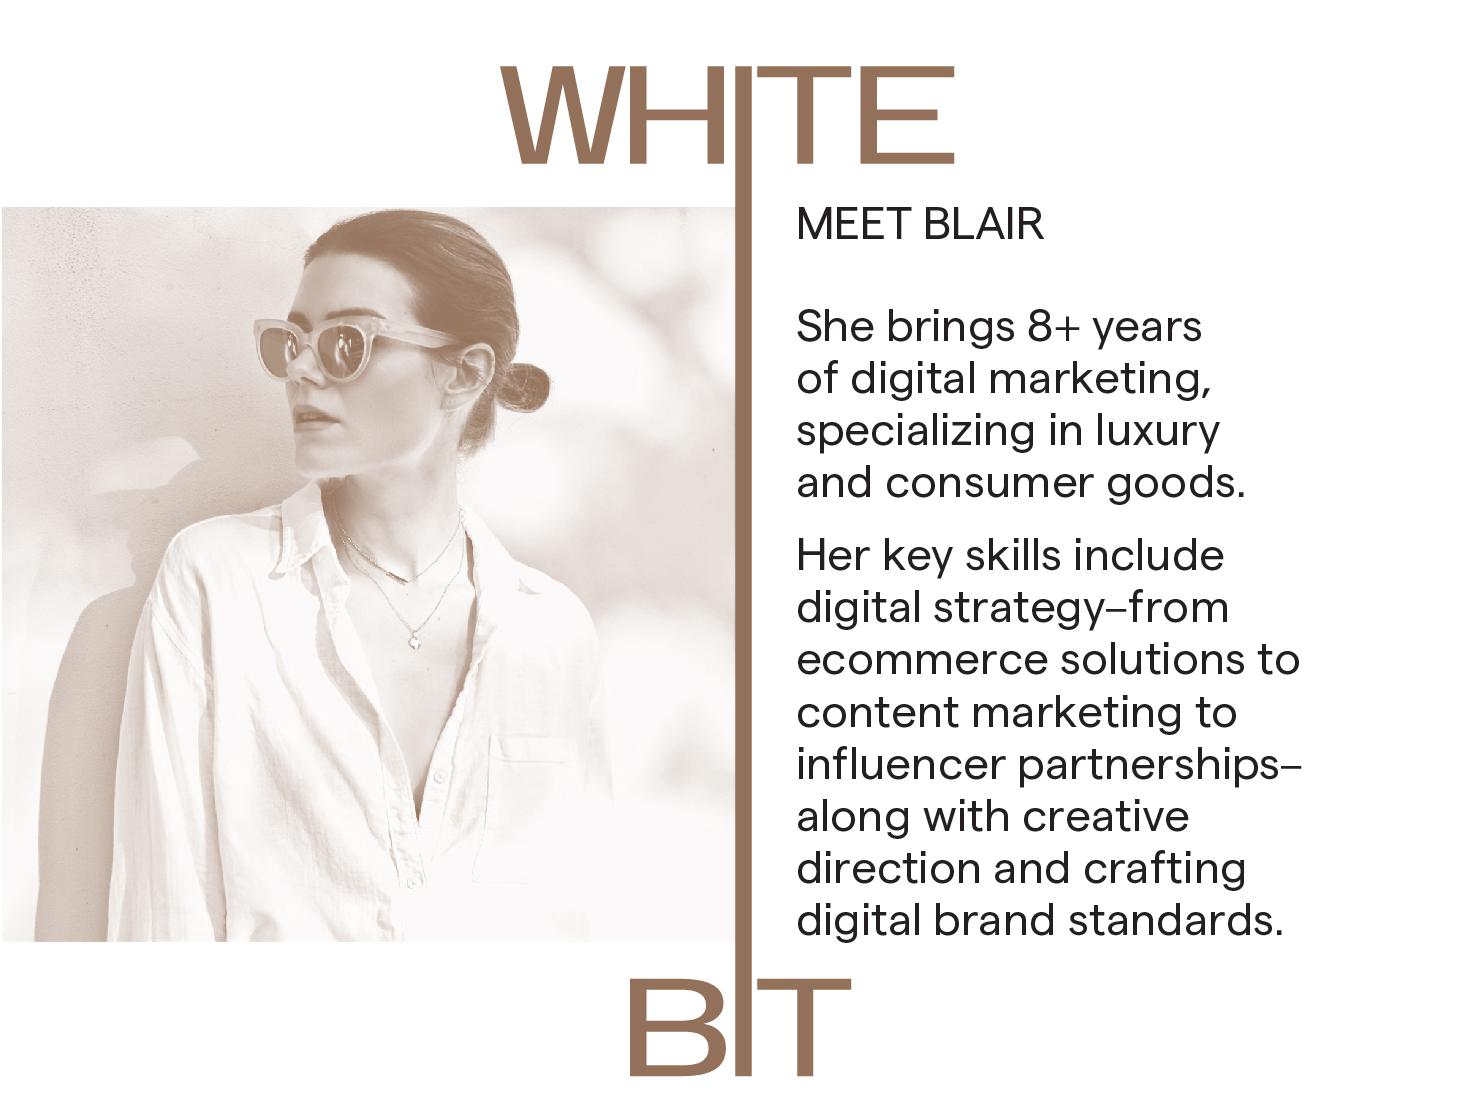 WHITE
MEET BLAIR
She brings 8+ years
of digital marketing,
specializing in luxury
and consumer goods.
Her key skills include
digital strategy–from
ecommerce solutions to
content marketing to
influencer partnerships–
along with creative
direction and crafting
digital brand standards.
BIT